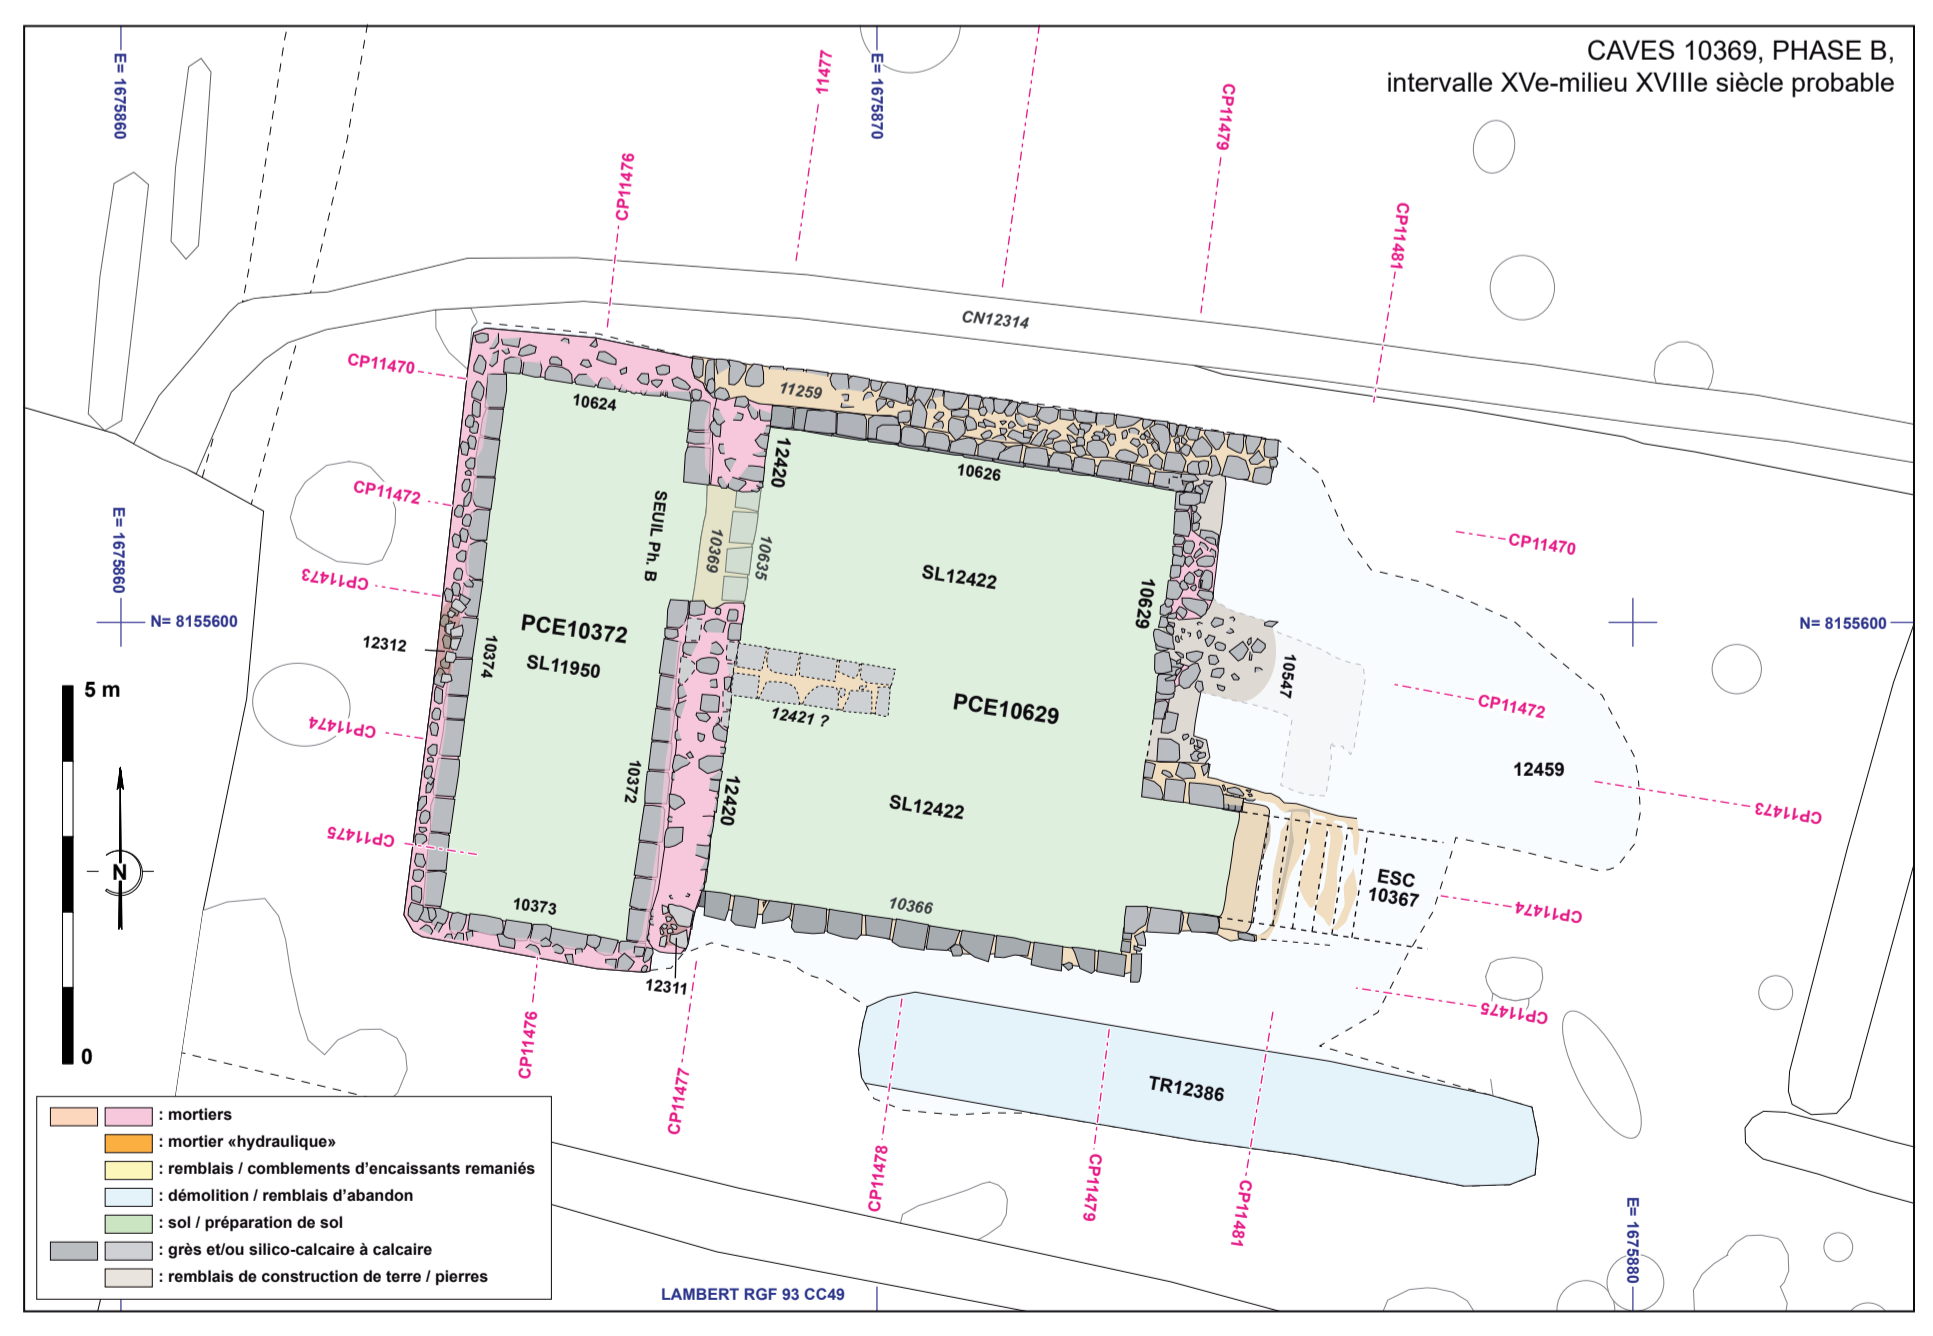 CAVES 10369, PHASE B,
intervalle XVe-milieu XVIIIe siècle probable
E= 1675860
E= 1675870
11477
CP11479
CP11476
CP11481
CN12314
CP11470
11259
10624
12420
10626
CP11472
SEUIL Ph. B
10369
10635
CP11470
E= 1675860
SL12422
CP11473
10629
N= 8155600
PCE10372
N= 8155600
12312
10374
SL11950
10547
12421 ?
PCE10629
CP11472
5 m
CP11474
12459
10372
12420
SL12422
CP11473
CP11475
N
ESC
10367
10373
10366
CP11474
12311
CP11475
0
CP11476
CP11477
TR12386
CP11478
CP11479
CP11481
E= 1675880
: mortiers
: mortier «hydraulique»
: remblais / comblements d'encaissants remaniés
: démolition / remblais d'abandon
: sol / préparation de sol
: grès et/ou silico-calcaire à calcaire
: remblais de construction de terre / pierres
LAMBERT RGF 93 CC49